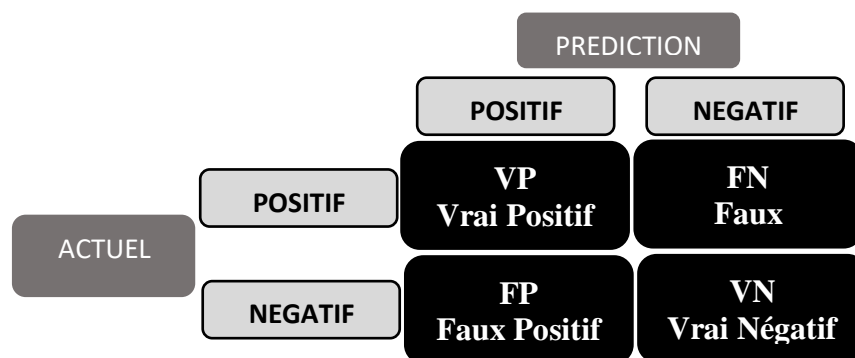 PREDICTION
POSITIF
NEGATIF
POSITIF
VP
Vrai Positif
FN
Faux
ACTUEL
NEGATIF
FP
Faux Positif
VN
Vrai Négatif